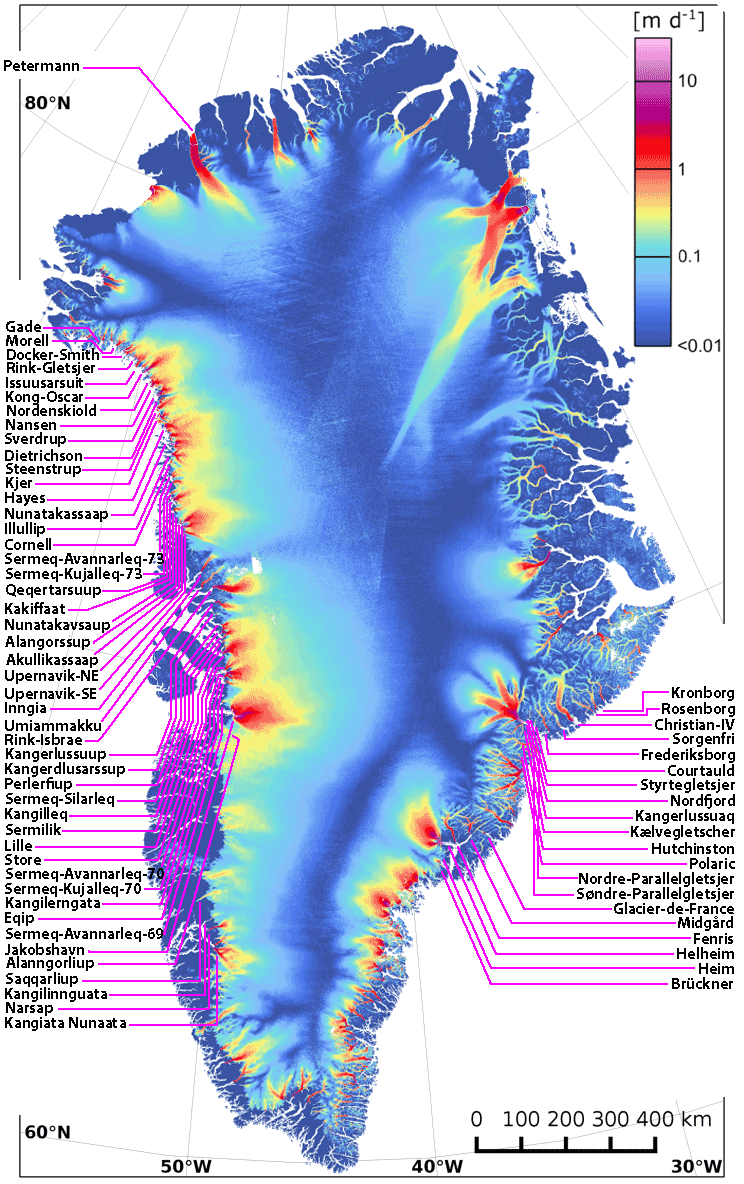 [m d⁻¹]
Petermann
10
80°N
1
0.1
<0.01
Gade
Morell
Docker-Smith
Rink-Gletsjer
Issuusarsuit
Kong-Oscar
Nordenskiold
Nansen
Sverdrup
Dietrichson
Steenstrup
Kjer
Hayes
Nunatakassaap
Illullip
Cornell
Sermeq-Avannarleq-73
Sermeq-Kujalleq-73
Qeqertarsuup
Kakiffaat
Nunatakavsaup
Alangorssup
Akullikassaap
Upernavik-NE
Upernavik-SE
Inngia
Umiammakku
Rink-Isbrae
Kangerlussuup
Kangerdlusarssup
Perlerfiup
Sermeq-Silarleq
Kangilleq
Sermilik
Lille
Store
Sermeq-Avannarleq-70
Sermeq-Kujalleq-70
Kangilerngata
Eqip
Sermeq-Avannarleq-69
Jakobshavn
Alanngorliup
Saqqarliup
Kangilinnguata
Narsap
Kangiata Nunaata
Kronborg
Rosenborg
Christian-IV
Sorgenfri
Frederiksborg
Courtauld
Styrtegletsjer
Nordfjord
Kangerlussuaq
Kælvegletscher
Hutchinston
Polaric
Nordre-Parallelgletsjer
Søndre-Parallelgletsjer
Glacier-de-France
Midgård
Fenris
Helheim
Heim
Brückner
0 100 200 300 400 km
60°N
50°W 40°W 30°W